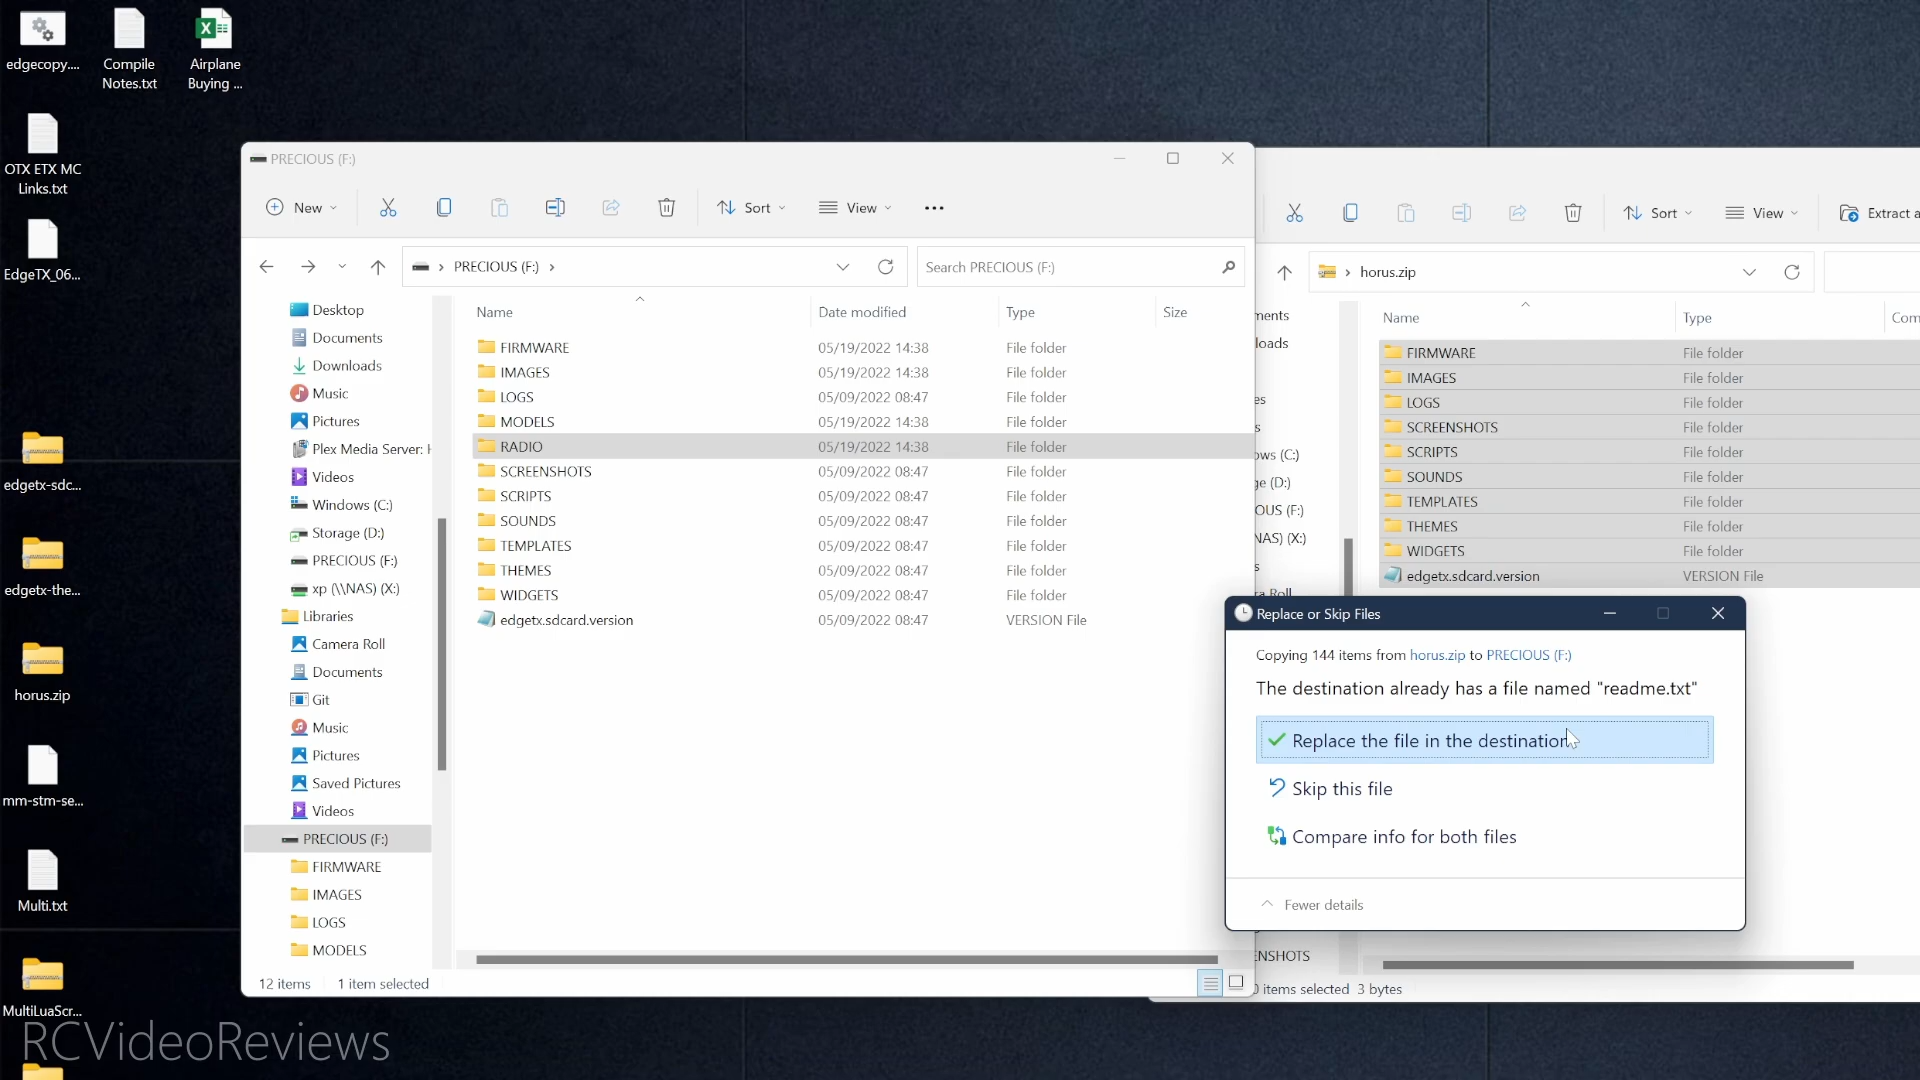 edgecopy....
Compile
Notes.txt
Airplane
Buying ...
OTX ETX MC
Links.txt
EdgeTX_06...
edgetx-sdc...
edgetx-the...
horus.zip
mm-stm-se...
Multi.txt
MultiLuaScr...
RCVideoReviews
PRECIOUS (F:)
New
Sort
View
PRECIOUS (F:)
Search PRECIOUS (F:)
Desktop
Documents
Downloads
Music
Pictures
Plex Media Server:
Videos
Windows (C:)
Storage (D:)
PRECIOUS (F:)
xp (\\NAS) (X:)
Libraries
Camera Roll
Documents
Git
Music
Pictures
Saved Pictures
Videos
PRECIOUS (F:)
FIRMWARE
IMAGES
LOGS
MODELS
Name Date modified Type Size
FIRMWARE 05/19/2022 14:38 File folder
IMAGES 05/19/2022 14:38 File folder
LOGS 05/09/2022 08:47 File folder
MODELS 05/19/2022 14:38 File folder
RADIO 05/19/2022 14:38 File folder
SCREENSHOTS 05/09/2022 08:47 File folder
SCRIPTS 05/09/2022 08:47 File folder
SOUNDS 05/09/2022 08:47 File folder
TEMPLATES 05/09/2022 08:47 File folder
THEMES 05/09/2022 08:47 File folder
WIDGETS 05/09/2022 08:47 File folder
edgetx.sdcard.version 05/09/2022 08:47 VERSION File
12 items 1 item selected
Sort
View
Extract a
horus.zip
ments
loads
es
s
ows (C:)
ge (D:)
OUS (F:)
NAS) (X:)
s
ra Roll
ENSHOTS
Name Type Com
FIRMWARE File folder
IMAGES File folder
LOGS File folder
SCREENSHOTS File folder
SCRIPTS File folder
SOUNDS File folder
TEMPLATES File folder
THEMES File folder
WIDGETS File folder
edgetx.sdcard.version VERSION File
0 items selected 3 bytes
Replace or Skip Files
Copying 144 items from horus.zip to PRECIOUS (F:)
The destination already has a file named "readme.txt"
Replace the file in the destination
Skip this file
Compare info for both files
Fewer details